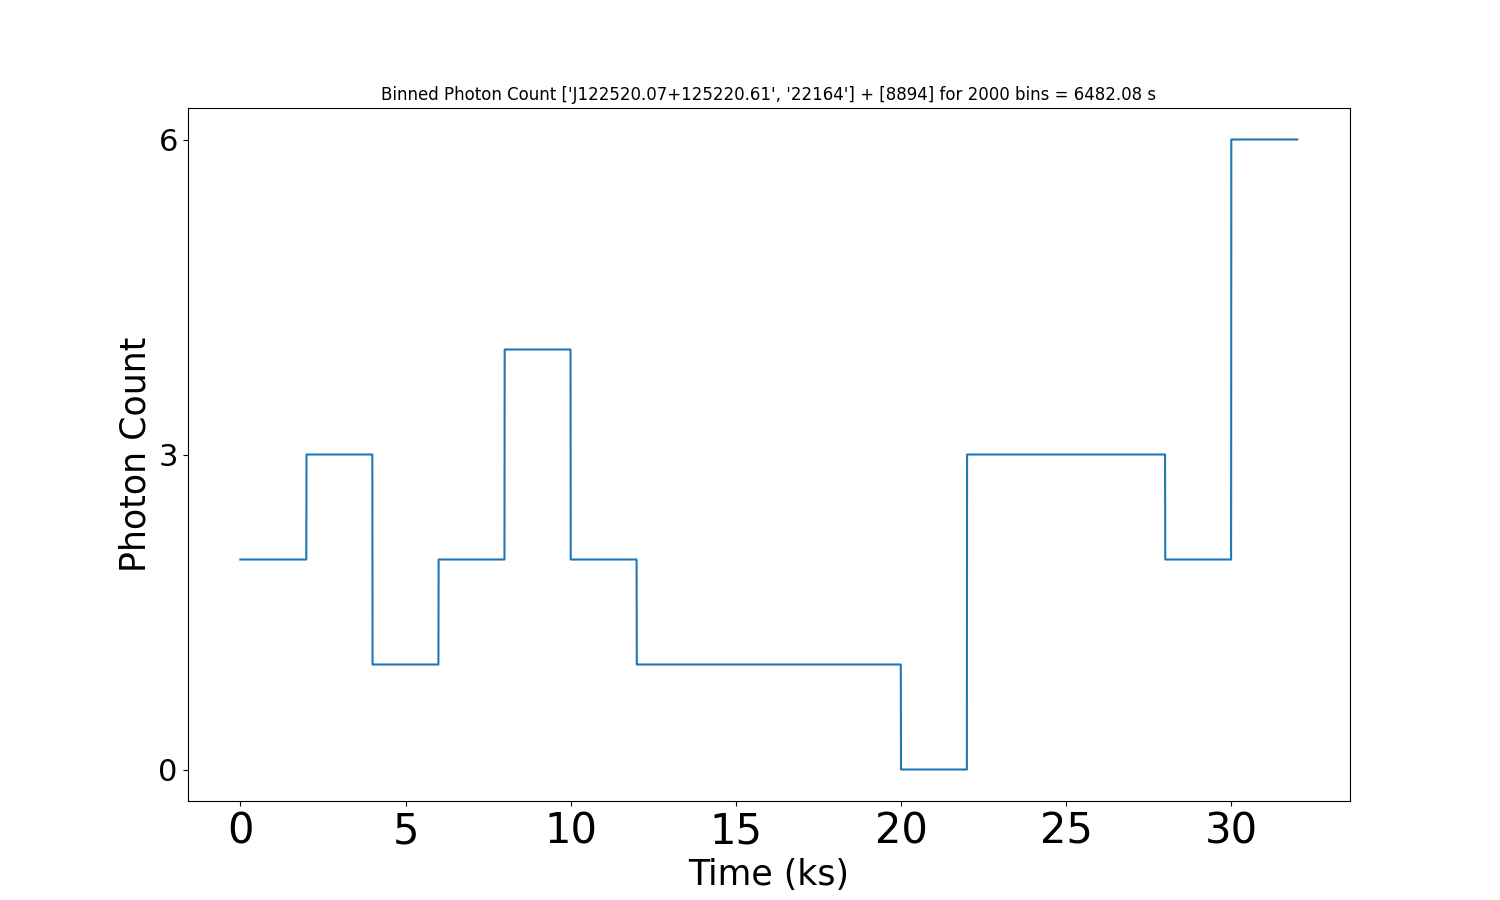 Binned Photon Count ['J122520.07+125220.61', '22164'] + [8894] for 2000 bins = 6482.08 s
6
3
0
Photon Count
0 5 10 15 20 25 30
Time (ks)